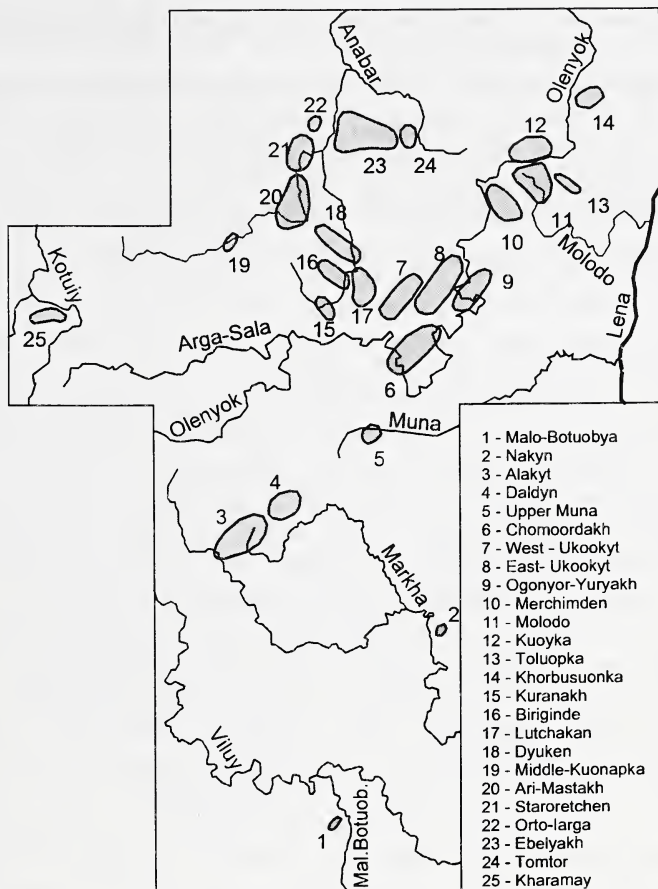 Anabar
Olenyok
22
14
12
21
23
24
20
13
18
11
10
19
Molodo
16
8
Kotuiy
7
9
17
Lena
25
15
Arga-Sala
6
Olenyok
Muna
5
4
3
Markha
2
Viluy
Mal.Botuob.
1
1 - Malo-Botuobya
2 - Nakyn
3 - Alakyt
4 - Daldyn
5 - Upper Muna
6 - Chomoordakh
7 - West - Ukookyt
8 - East- Ukookyt
9 - Ogonyor-Yuryakh
10 - Merchimden
11 - Molodo
12 - Kuoyka
13 - Toluopka
14 - Khorbusuonka
15 - Kuranakh
16 - Biriginde
17 - Lutchakan
18 - Dyuken
19 - Middle-Kuonapka
20 - Ari-Mastakh
21 - Staroretchen
22 - Orto-Iarga
23 - Ebelyakh
24 - Tomtor
25 - Kharamay